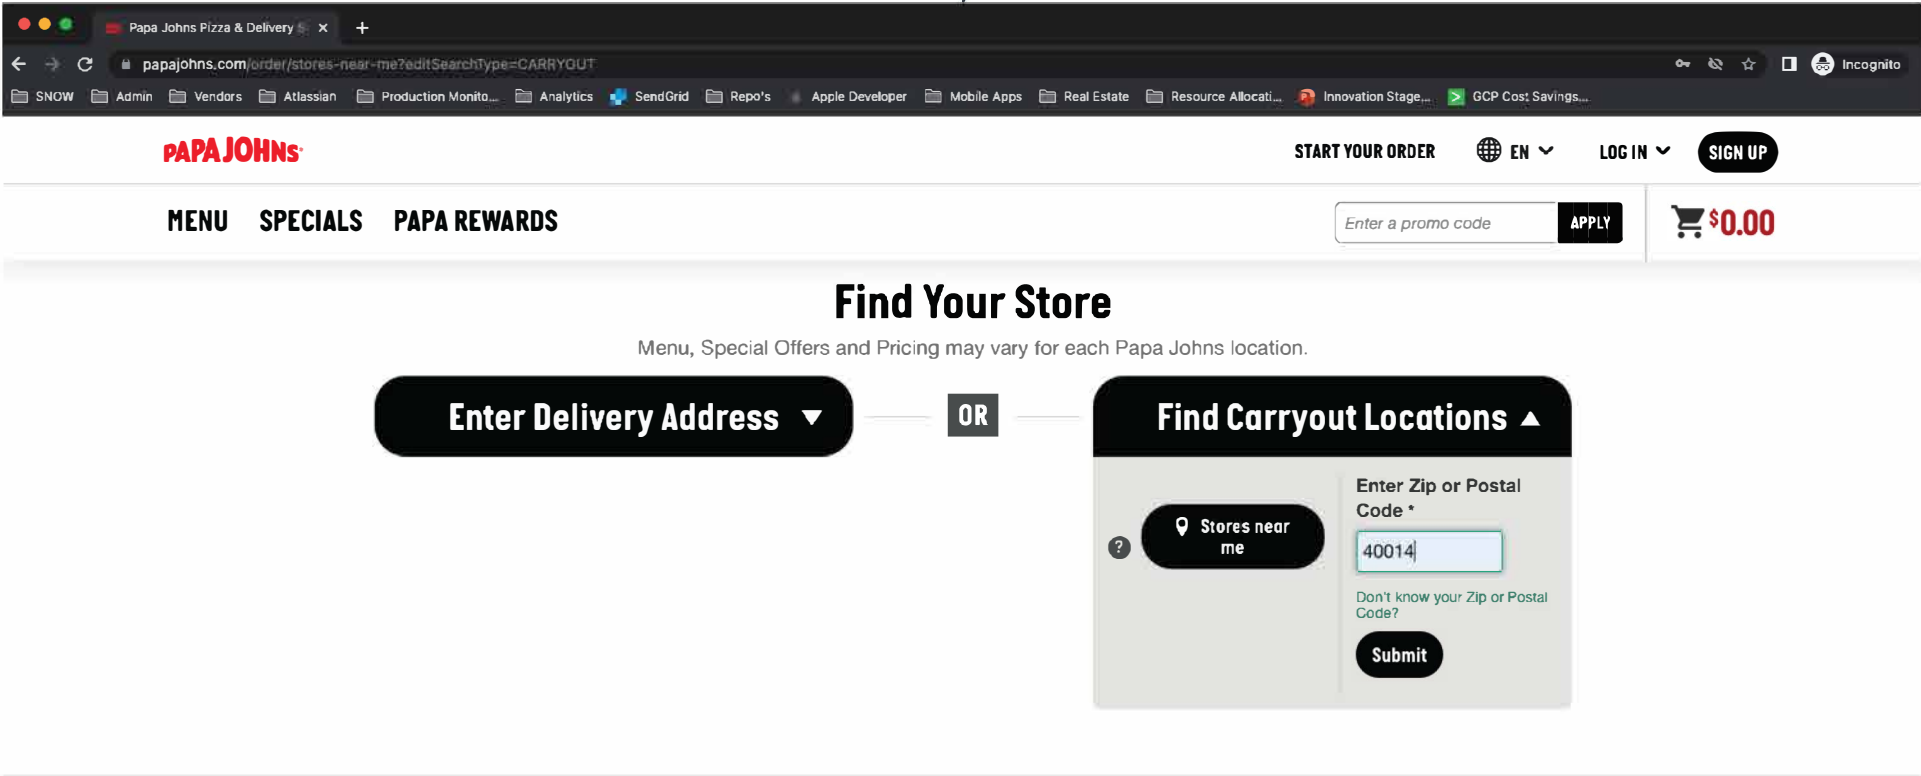 Papa Johns Pizza & Delivery
papajohns.com/order/stores-near-me?editSearchType=CARRYOUT
Incognito
SNOW Admin Vendors Atlassian Production Monito... Analytics SendGrid Repo's Apple Developer Mobile Apps Real Estate Resource Allocati... Innovation Stage... GCP Cost Savings...
PAPA JOHNS
START YOUR ORDER EN LOG IN SIGN UP
MENU SPECIALS PAPA REWARDS Enter a promo code APPLY $0.00
Find Your Store
Menu, Special Offers and Pricing may vary for each Papa Johns location.
Enter Delivery Address ▼ OR Find Carryout Locations ▲
Enter Zip or Postal
Code *
Stores near
me
?
40014
Don't know your Zip or Postal
Code?
Submit